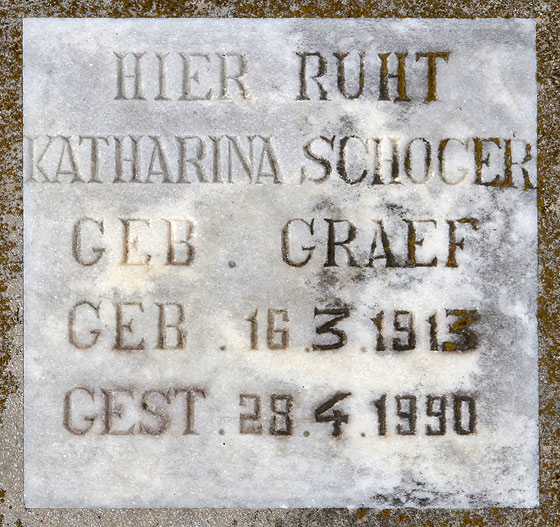 HIER RUHT
KATHARINA SCHOGER
GEB. GRAEF
GEB. 16.3.1913
GEST. 28.4.1990